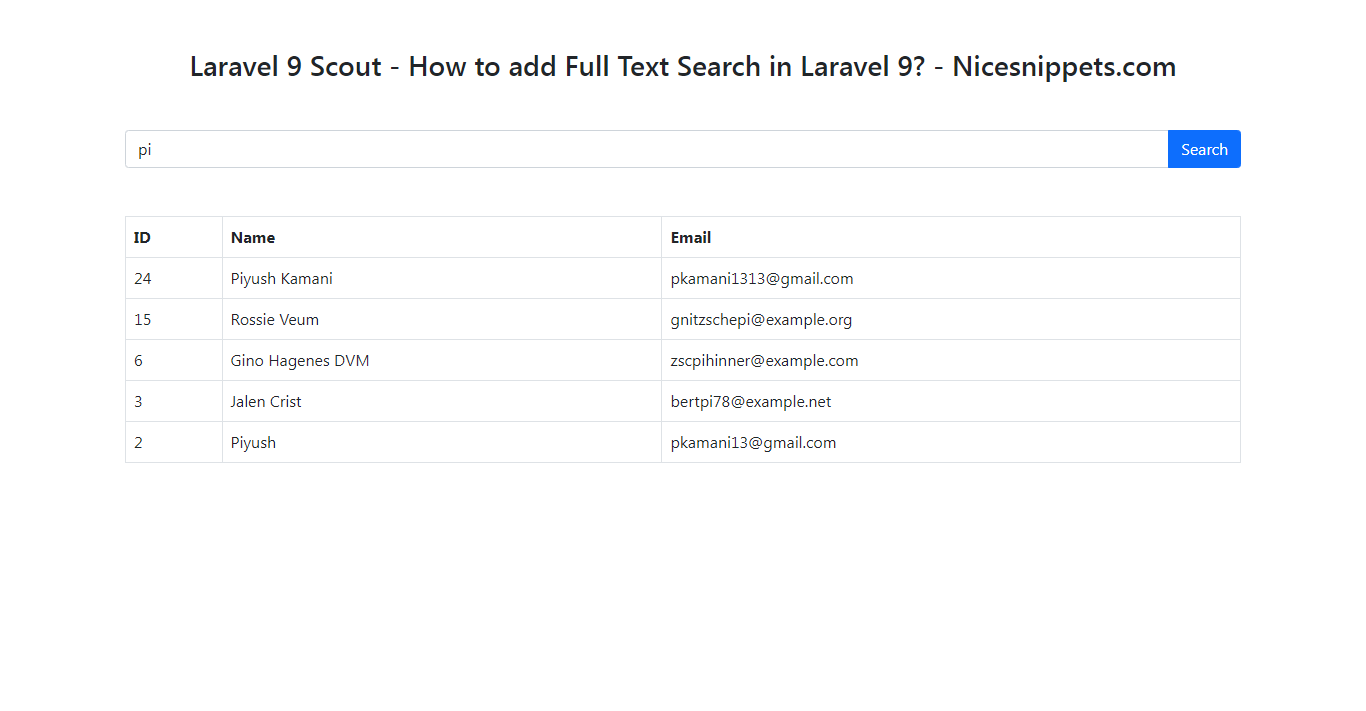 Laravel 9 Scout - How to add Full Text Search in Laravel 9? - Nicesnippets.com
pi Search
ID Name Email
24 Piyush Kamani pkamani1313@gmail.com
15 Rossie Veum gnitzschepi@example.org
6 Gino Hagenes DVM zscpihinner@example.com
3 Jalen Crist bertpi78@example.net
2 Piyush pkamani13@gmail.com